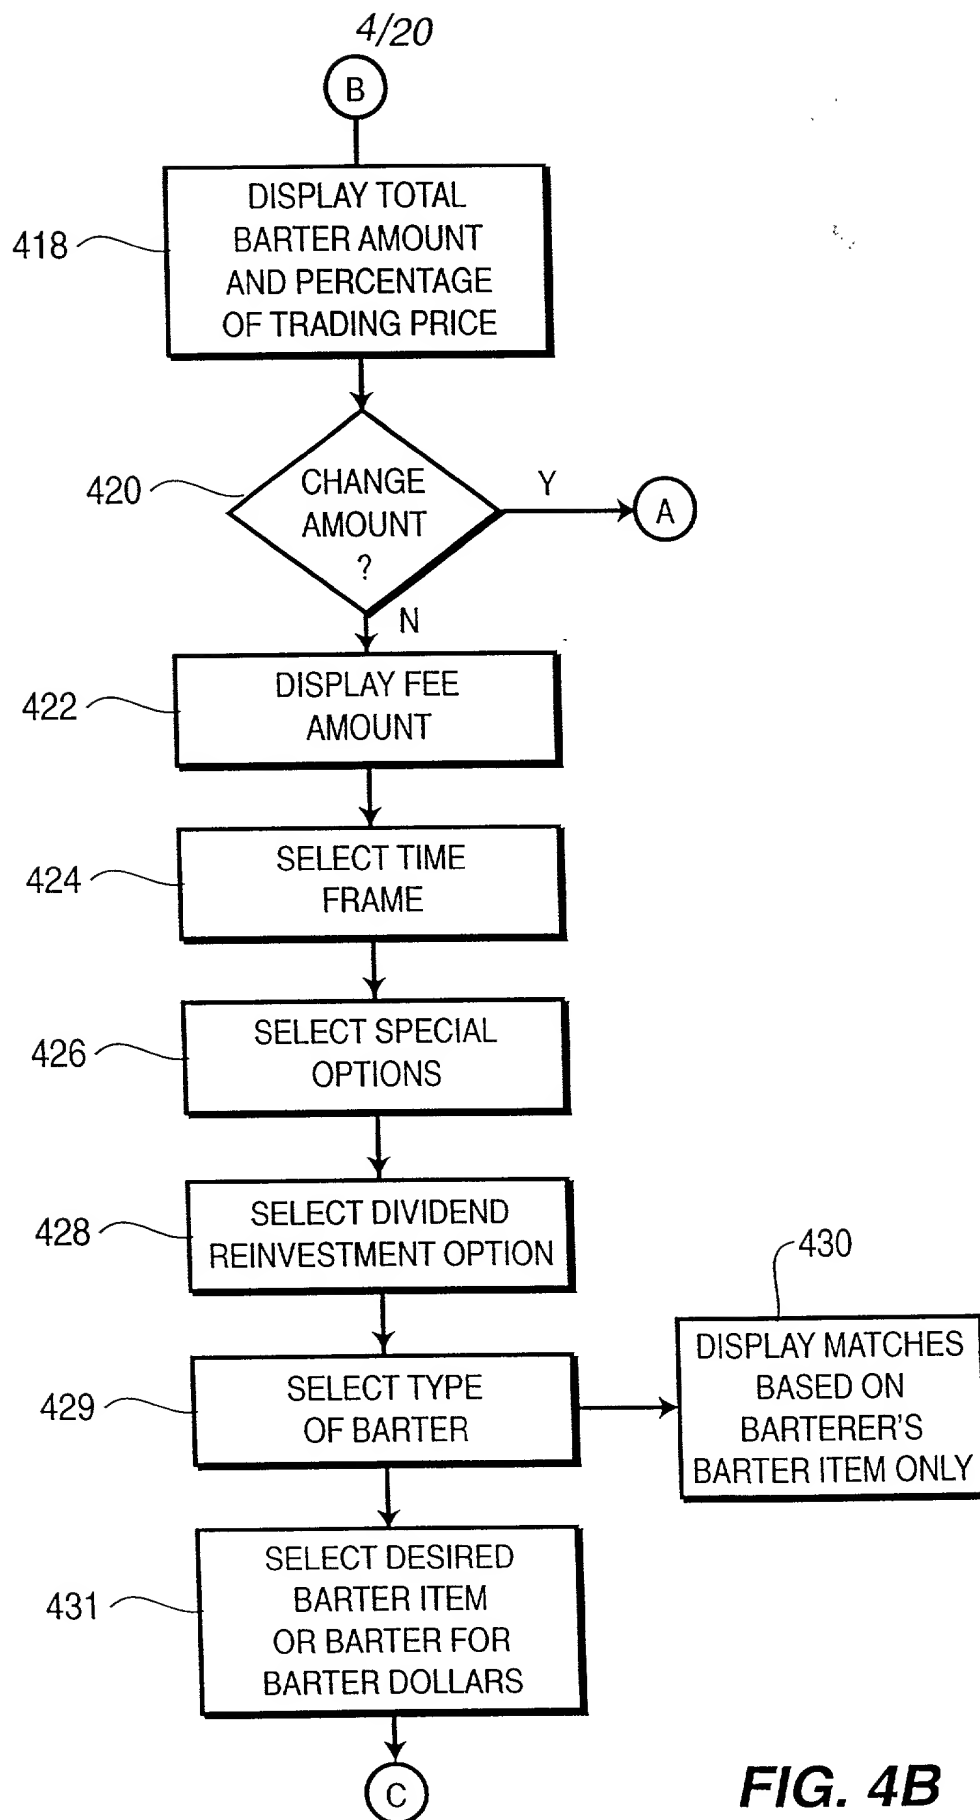 4/20
B
418
DISPLAY TOTAL
BARTER AMOUNT
AND PERCENTAGE
OF TRADING PRICE
420
CHANGE
AMOUNT
?
Y
A
N
422
DISPLAY FEE
AMOUNT
424
SELECT TIME
FRAME
426
SELECT SPECIAL
OPTIONS
428
SELECT DIVIDEND
REINVESTMENT OPTION
429
SELECT TYPE
OF BARTER
430
DISPLAY MATCHES
BASED ON
BARTERER'S
BARTER ITEM ONLY
431
SELECT DESIRED
BARTER ITEM
OR BARTER FOR
BARTER DOLLARS
C
FIG. 4B